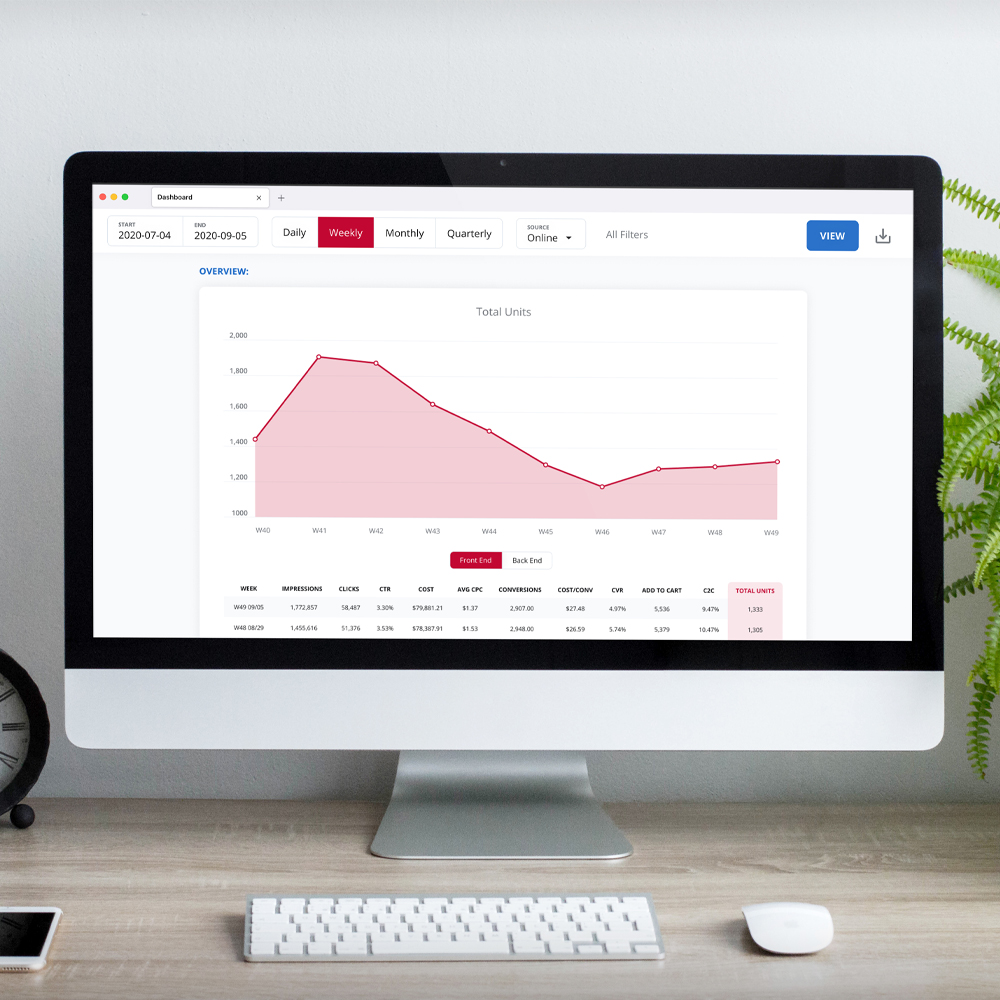 Dashboard × +
START END
2020-07-04 2020-09-05 Daily Weekly Monthly Quarterly SOURCE Online All Filters VIEW
OVERVIEW:
Total Units
2,000
1,800
1,600
1,400
1,200
1000
W40 W41 W42 W43 W44 W45 W46 W47 W48 W49
Front End Back End
WEEK IMPRESSIONS CLICKS CTR COST AVG CPC CONVERSIONS COST/CONV CVR ADD TO CART C2C TOTAL UNITS
W49 09/05 1,772,857 58,487 3.30% $79,881.21 $1.37 2,907.00 $27.48 4.97% 5,536 9.47% 1,333
W48 08/29 1,455,616 51,376 3.53% $78,387.91 $1.53 2,948.00 $26.59 5.74% 5,379 10.47% 1,305